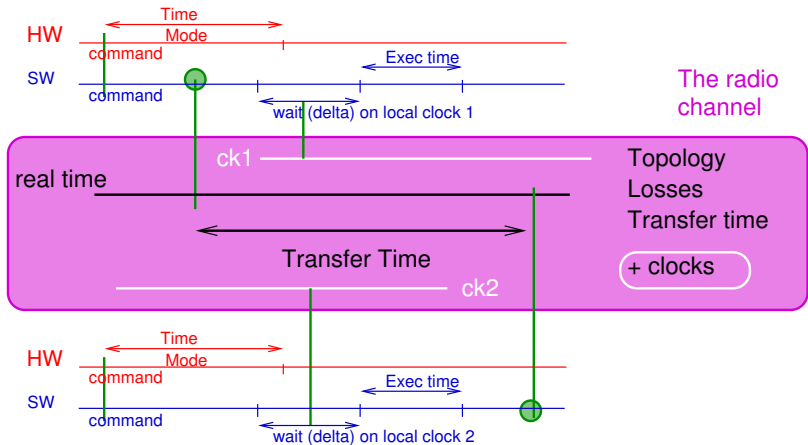 Time
HW
Mode
command
SW
Exec time
command
wait (delta) on local clock 1
The radio
channel
ck1
Topology
real time
Losses
Transfer time
Transfer Time
+ clocks
ck2
Time
HW
Mode
command
Exec time
SW
command
wait (delta) on local clock 2